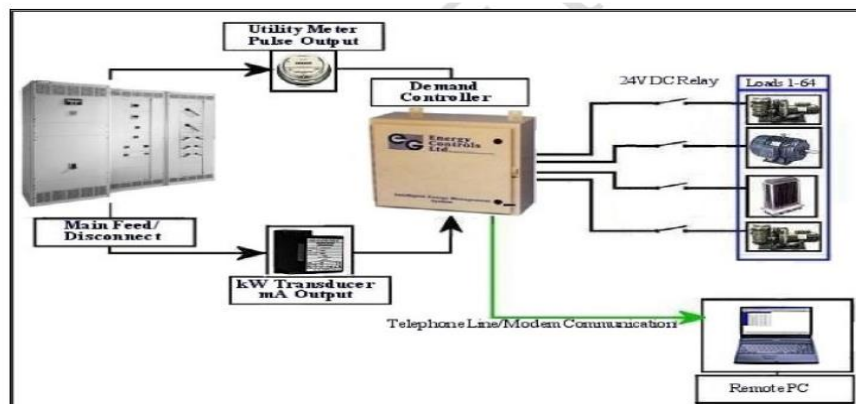 Utility Meter
Pulse Output
Demand
Controller
24V DC Relay
Loads 1-64
Energy
Controls
Ltd
Main Feed/
Disconnect
kW Transducer
mA Output
Telephone Line/Modem Communication
Remote PC